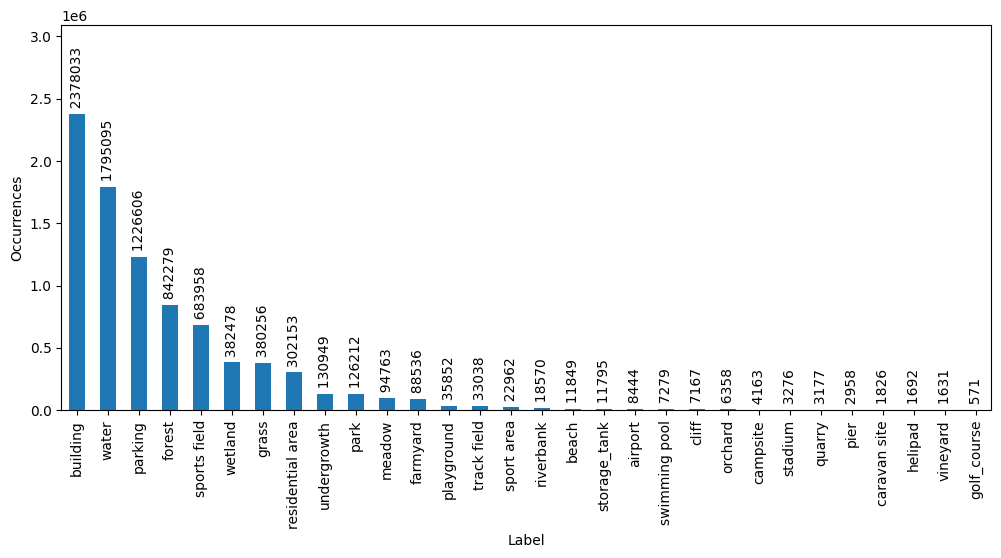 1e6
3.0
2.5
2.0
1.5
1.0
0.5
0.0
Occurrences
2378033
1795095
1226606
842279
683958
382478
380256
302153
130949
126212
94763
88536
35852
33038
22962
18570
11849
11795
8444
7279
7167
6358
4163
3276
3177
2958
1826
1692
1631
571
building
water
parking
forest
sports field
wetland
grass
residential area
undergrowth
park
meadow
farmyard
playground
track field
sport area
riverbank
beach
storage_tank
airport
swimming pool
cliff
orchard
campsite
stadium
quarry
pier
caravan site
helipad
vineyard
golf_course
Label